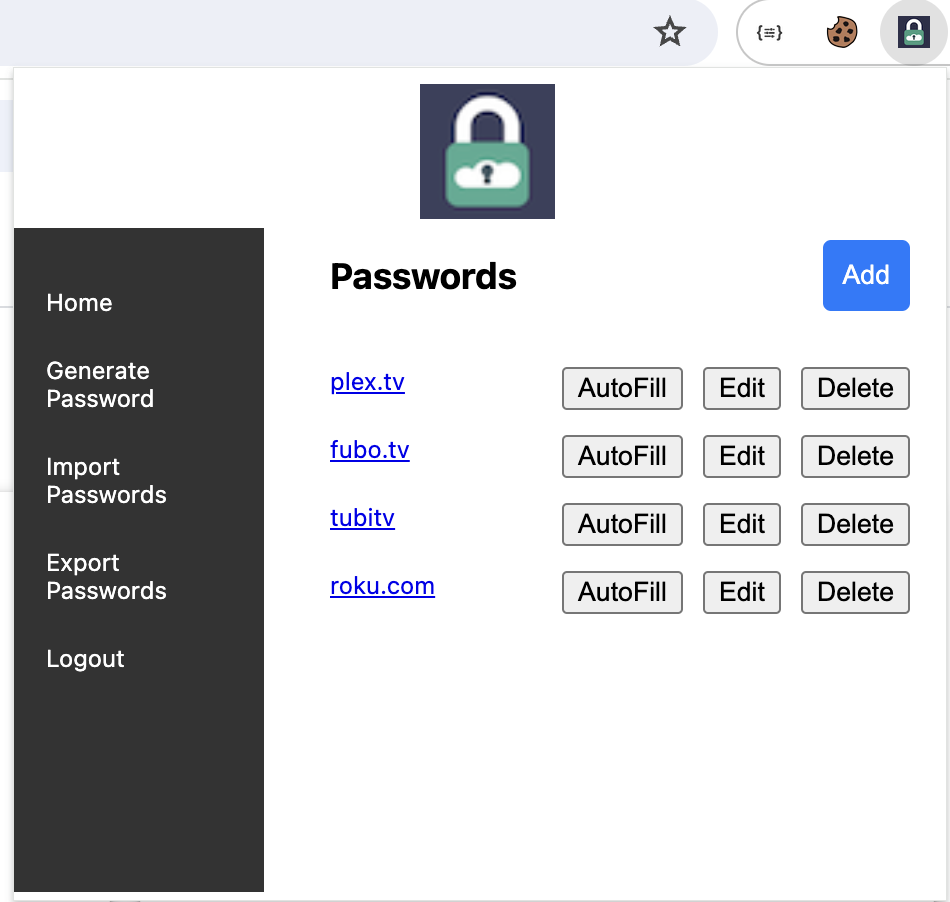 Home
Generate
Password
Import
Passwords
Export
Passwords
Logout
Passwords
Add
plex.tv AutoFill Edit Delete
fubo.tv AutoFill Edit Delete
tubitv AutoFill Edit Delete
roku.com AutoFill Edit Delete